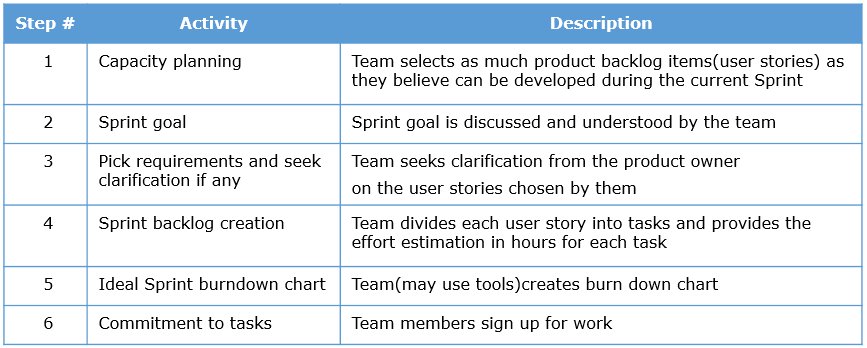 Step # Activity Description
1 Capacity planning Team selects as much product backlog items(user stories) as
they believe can be developed during the current Sprint
2 Sprint goal Sprint goal is discussed and understood by the team
3 Pick requirements and seek Team seeks clarification from the product owner
clarification if any on the user stories chosen by them
4 Sprint backlog creation Team divides each user story into tasks and provides the
effort estimation in hours for each task
5 Ideal Sprint burndown chart Team(may use tools)creates burn down chart
6 Commitment to tasks Team members sign up for work